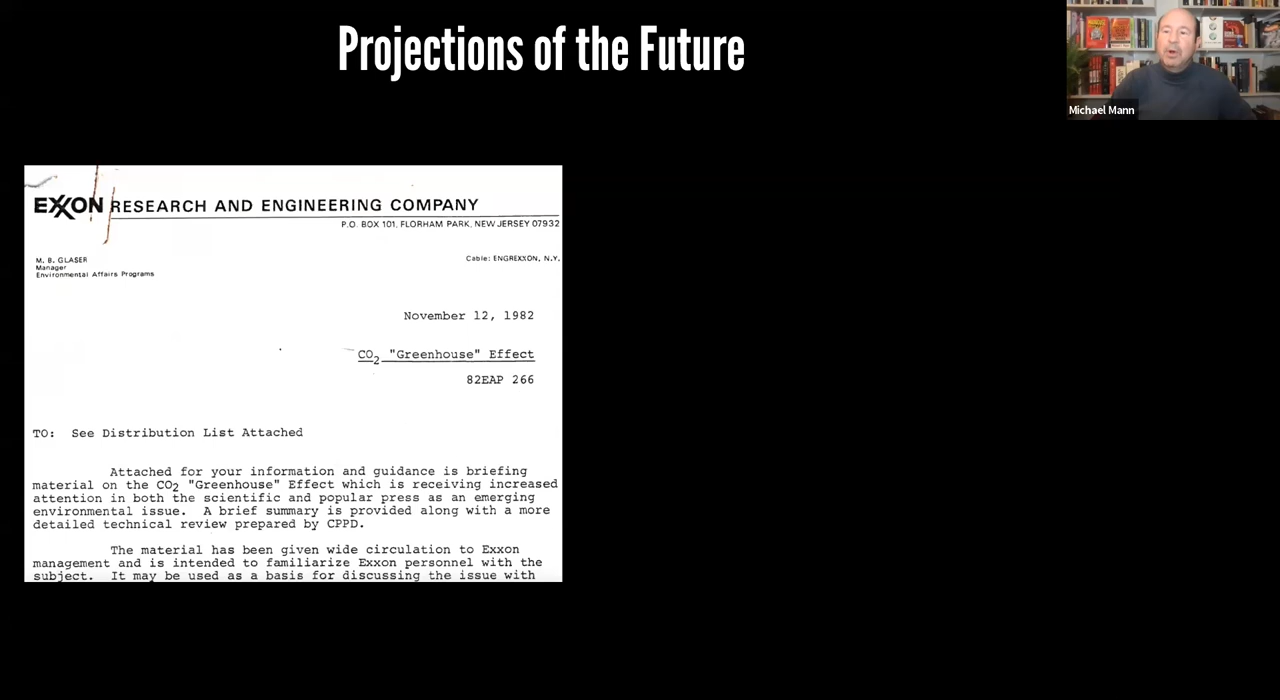 Projections of the Future
Michael Mann
EXXON RESEARCH AND ENGINEERING COMPANY
P.O. BOX 101, FLORHAM PARK, NEW JERSEY 07932
M. B. GLASER
Manager
Environmental Affairs Programs
Cable: ENGREXXON, N.Y.
November 12, 1982
CO2 "Greenhouse" Effect
82EAP 266
TO: See Distribution List Attached
Attached for your information and guidance is briefing
material on the CO2 "Greenhouse" Effect which is receiving increased
attention in both the scientific and popular press as an emerging
environmental issue. A brief summary is provided along with a more
detailed technical review prepared by CPPD.
The material has been given wide circulation to Exxon
management and is intended to familiarize Exxon personnel with the
subject. It may be used as a basis for discussing the issue with